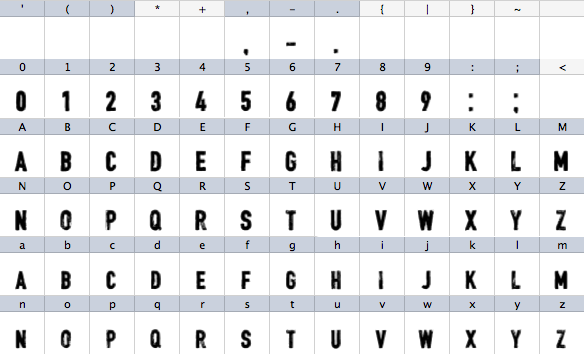 ' ( ) * + , - . { | } ~
, - .
0 1 2 3 4 5 6 7 8 9 : ; <
0 1 2 3 4 5 6 7 8 9 : ;
A B C D E F G H I J K L M
A B C D E F G H I J K L M
N O P Q R S T U V W X Y Z
N O P Q R S T U V W X Y Z
a b c d e f g h i j k l m
A B C D E F G H I J K L M
n o p q r s t u v w x y z
N O P Q R S T U V W X Y Z